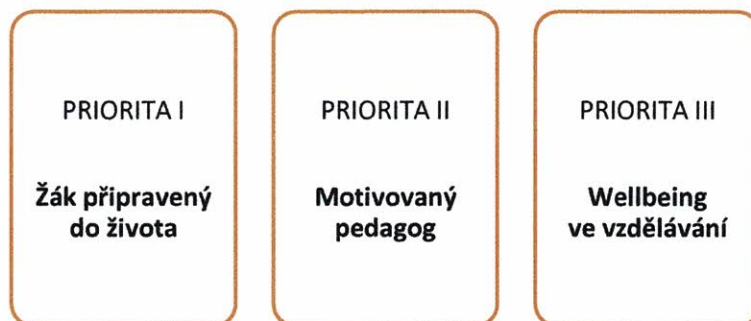 PRIORITA I
Žák připravený
do života
PRIORITA II
Motivovaný
pedagog
PRIORITA III
Wellbeing
ve vzdělávání